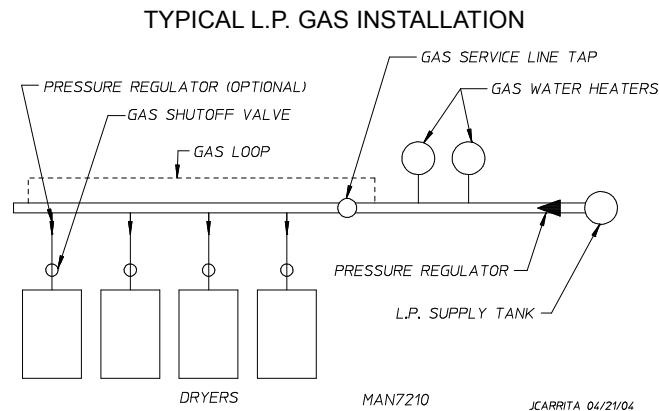 TYPICAL L.P. GAS INSTALLATION
GAS SERVICE LINE TAP
PRESSURE REGULATOR (OPTIONAL)
GAS WATER HEATERS
GAS SHUTOFF VALVE
GAS LOOP
PRESSURE REGULATOR
L.P. SUPPLY TANK
DRYERS
MAN7210
JCARRITA 04/21/04